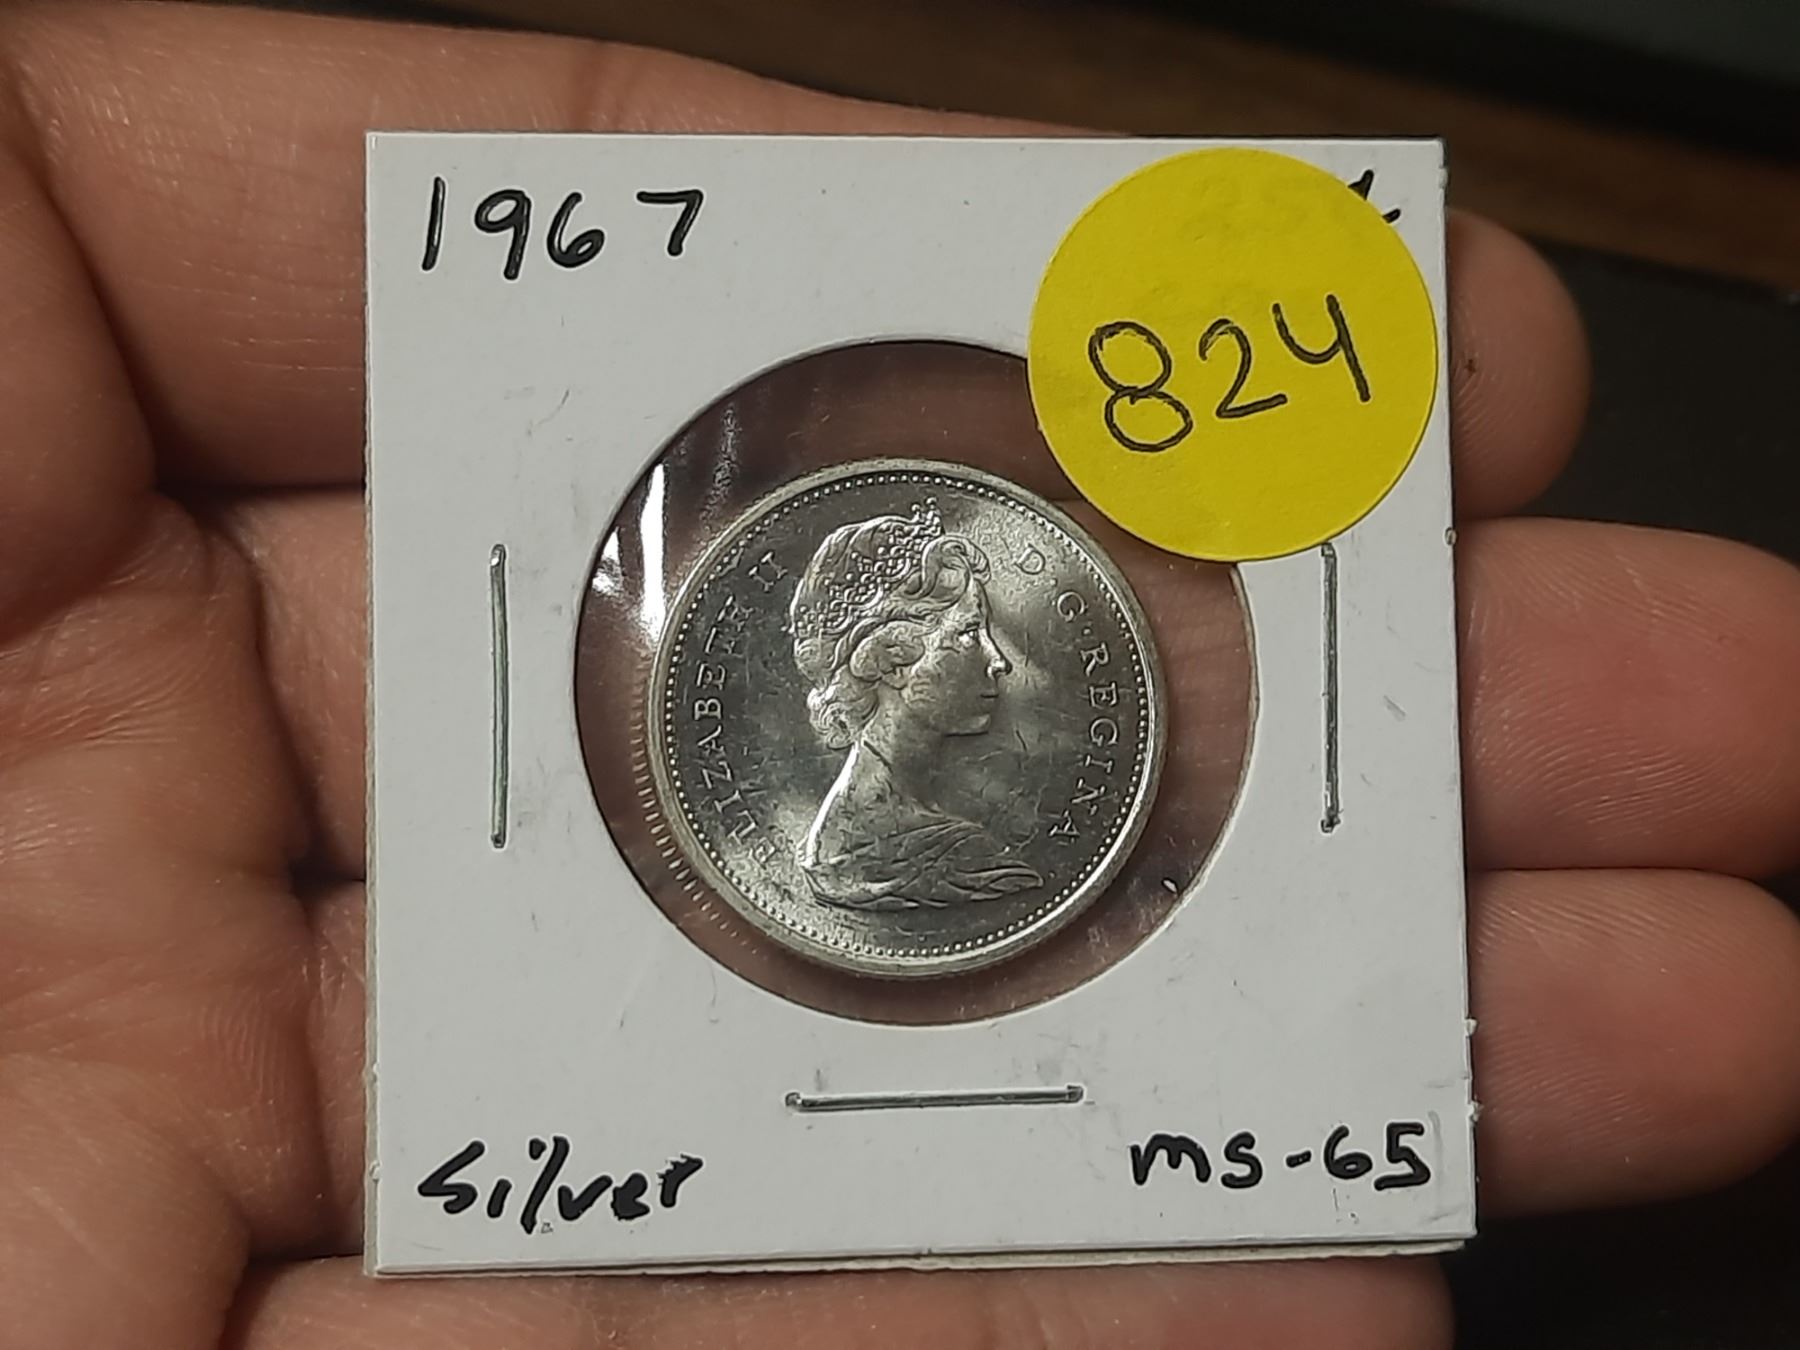 1967
824
ELIZABETH II D·G·REGINA
Silver
MS-65